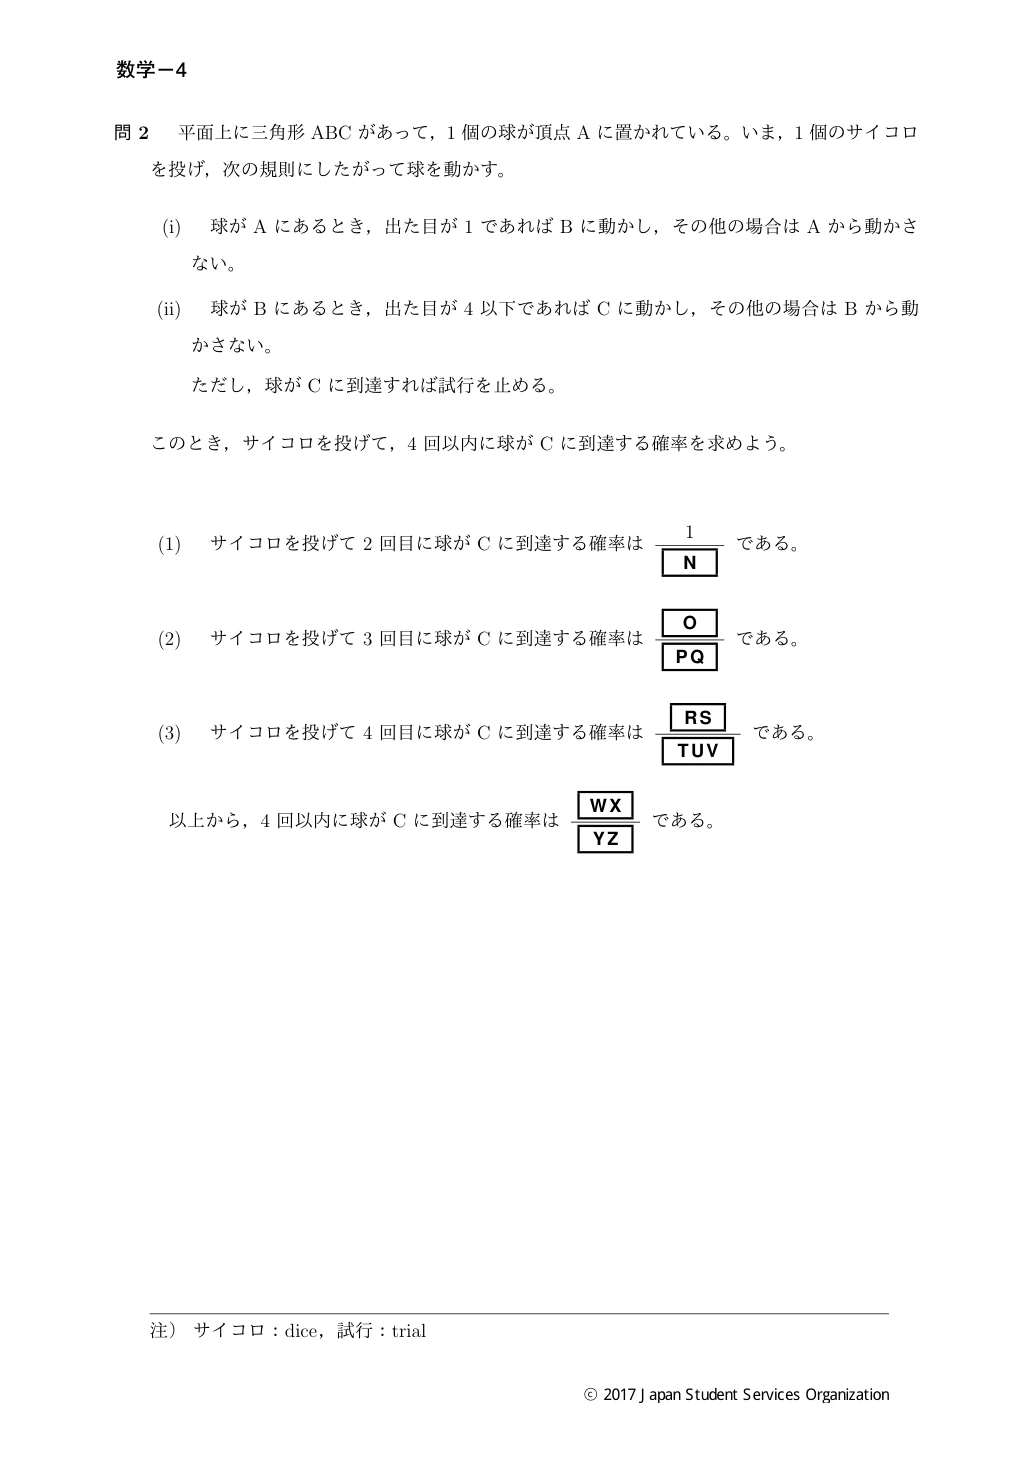 数学－4
問 2 平面上に三角形 ABC があって，1 個の球が頂点 A に置かれている。いま，1 個のサイコロ
を投げ，次の規則にしたがって球を動かす。
(i) 球が A にあるとき，出た目が 1 であれば B に動かし，その他の場合は A から動かさ
ない。
(ii) 球が B にあるとき，出た目が 4 以下であれば C に動かし，その他の場合は B から動
かさない。
ただし，球が C に到達すれば試行を止める。
このとき，サイコロを投げて，4 回以内に球が C に到達する確率を求めよう。
1
(1) サイコロを投げて 2 回目に球が C に到達する確率は である。
N
O
(2) サイコロを投げて 3 回目に球が C に到達する確率は である。
PQ
RS
(3) サイコロを投げて 4 回目に球が C に到達する確率は である。
TUV
WX
以上から，4 回以内に球が C に到達する確率は である。
YZ
注） サイコロ：dice，試行：trial
© 2017 Japan Student Services Organization